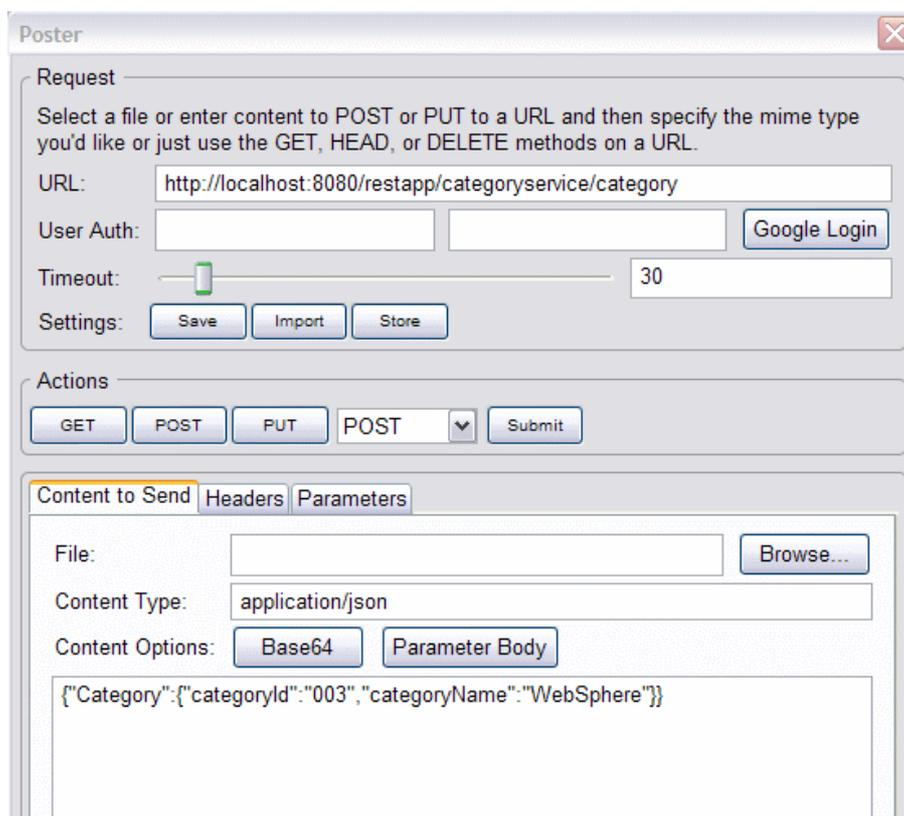 Poster
Request
Select a file or enter content to POST or PUT to a URL and then specify the mime type
you'd like or just use the GET, HEAD, or DELETE methods on a URL.
URL: http://localhost:8080/restapp/categoryservice/category
User Auth: Google Login
Timeout: 30
Settings: Save Import Store
Actions
GET POST PUT POST Submit
Content to Send Headers Parameters
File: Browse...
Content Type: application/json
Content Options: Base64 Parameter Body
{"Category":{"categoryId":"003","categoryName":"WebSphere"}}